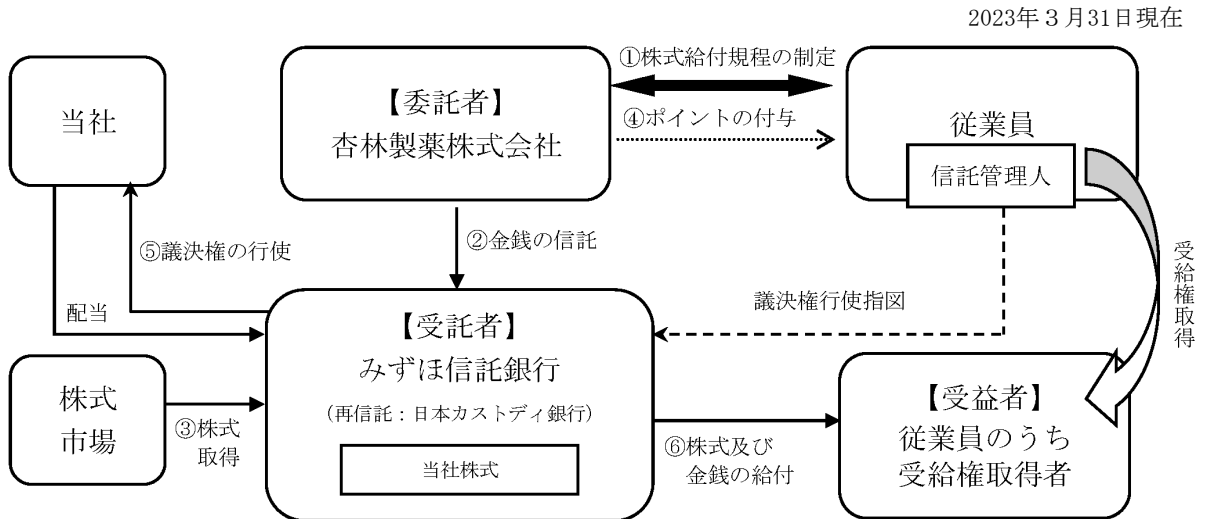 2023年３月31日現在
①株式給付規程の制定
当社
【委託者】
杏林製薬株式会社
④ポイントの付与
従業員
信託管理人
②金銭の信託
⑤議決権の行使
受給権取得
配当
議決権行使指図
【受託者】
みずほ信託銀行
（再信託：日本カストディ銀行）
当社株式
株式
市場
③株式
取得
⑥株式及び
金銭の給付
【受益者】
従業員のうち
受給権取得者